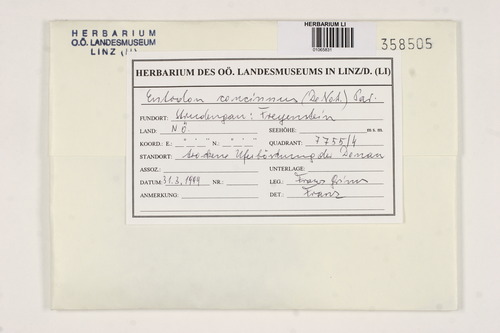 HERBARIUM
O.Ö. LANDESMUSEUM
LINZ
HERBARIUM LI
358505
HERBARIUM DES OÖ. LANDESMUSEUMS IN LINZ/D. (LI)
Entodon concinnus (De Not.) Par.
FUNDORT: Strudengau: Freyenstein
LAND: NÖ. SEEHÖHE: m s. m.
KOORD.: E.: ° ' " N.: ° ' " QUADRANT: 7755/4
STANDORT: trockene Uferböschung der Donau
ASSOZ.: UNTERLAGE:
DATUM: 31.3.1999 NR.: LEG.: Franz Grims
ANMERKUNG: DET.: Franz